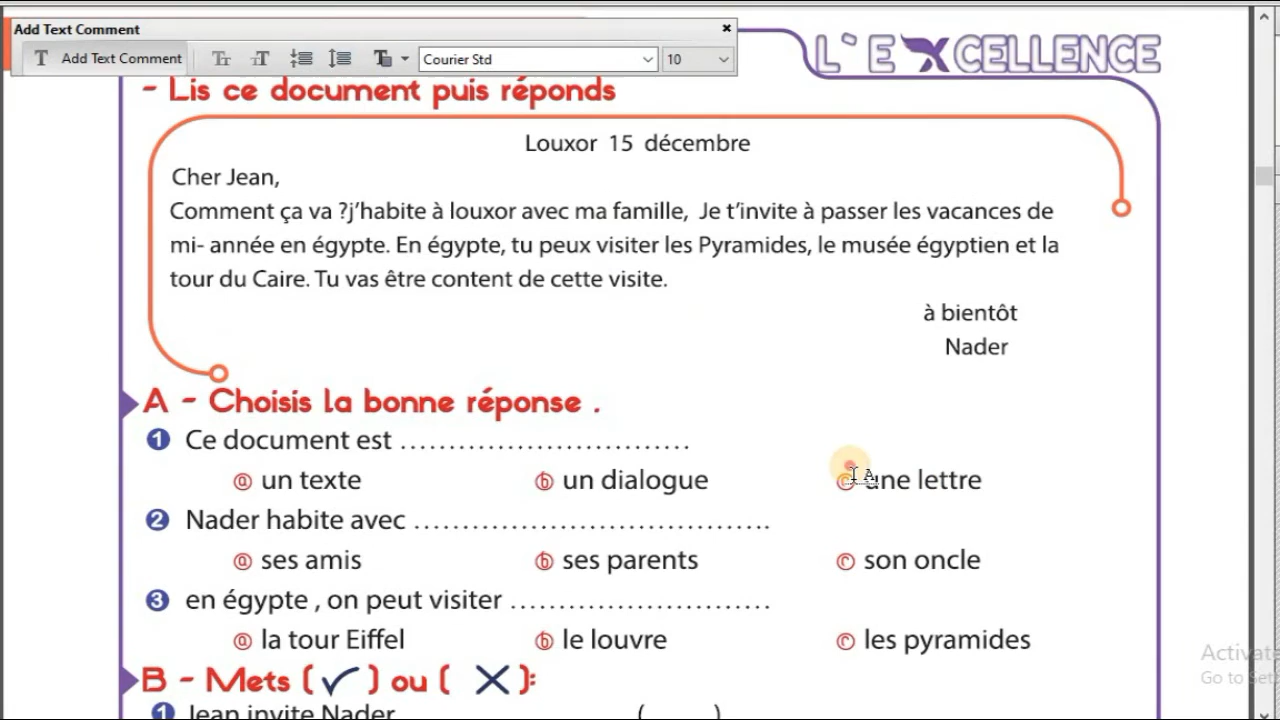 Add Text Comment
Add Text Comment Courier Std 10
L`EXCELLENCE
- Lis ce document puis réponds
Louxor 15 décembre
Cher Jean,
Comment ça va ?j'habite à louxor avec ma famille, Je t'invite à passer les vacances de
mi- année en égypte. En égypte, tu peux visiter les Pyramides, le musée égyptien et la
tour du Caire. Tu vas être content de cette visite.
à bientôt
Nader
A - Choisis la bonne réponse .
1 Ce document est ..............................
a un texte b un dialogue c une lettre
2 Nader habite avec .....................................
a ses amis b ses parents c son oncle
3 en égypte , on peut visiter ...........................
a la tour Eiffel b le louvre c les pyramides
B - Mets (✓) ou ( X ):
1 Jean invite Nader ( )
Activate
Go to Set